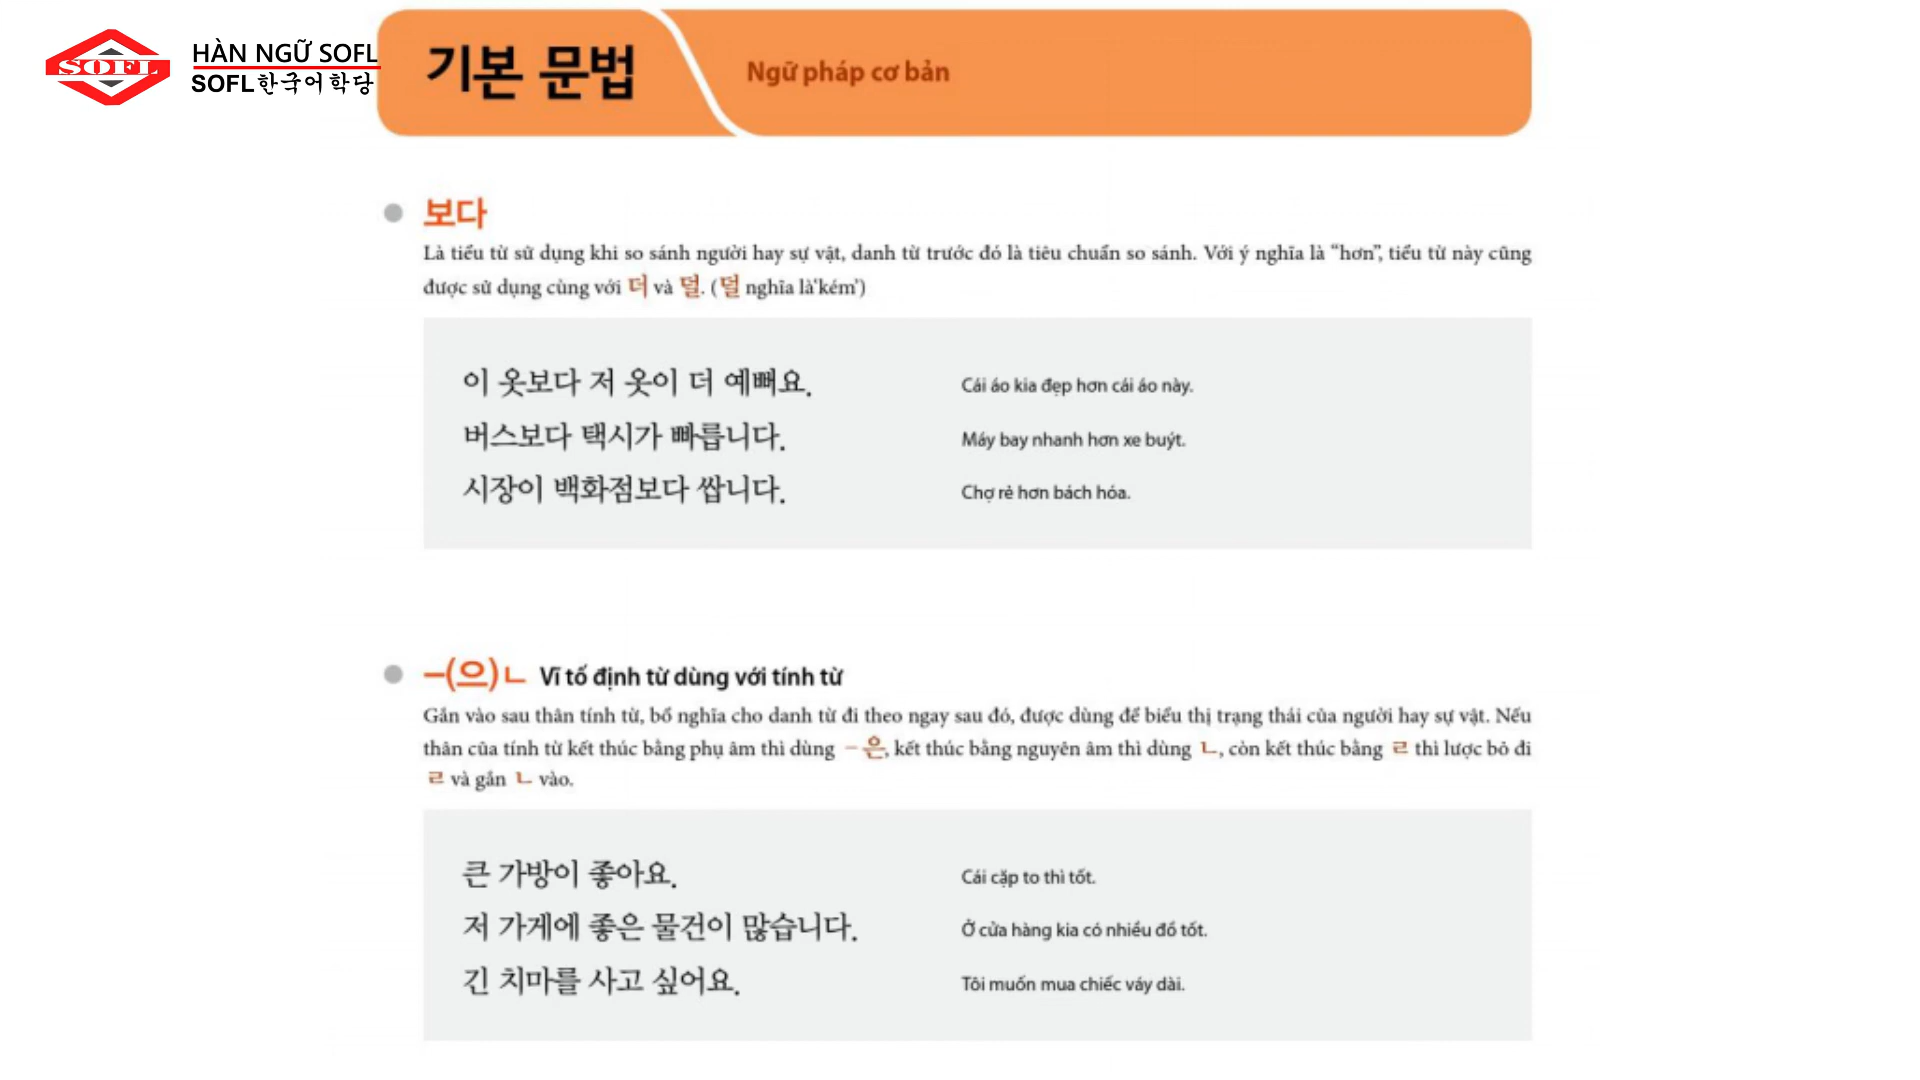 SOFL
HÀN NGỮ SOFL
SOFL한국어학당
기본 문법
Ngữ pháp cơ bản
보다
Là tiểu từ sử dụng khi so sánh người hay sự vật, danh từ trước đó là tiêu chuẩn so sánh. Với ý nghĩa là “hơn”, tiểu từ này cũng
được sử dụng cùng với 더 và 덜. (덜 nghĩa là‘kém’)
이 옷보다 저 옷이 더 예뻐요.
Cái áo kia đẹp hơn cái áo này.
버스보다 택시가 빠릅니다.
Máy bay nhanh hơn xe buýt.
시장이 백화점보다 쌉니다.
Chợ rẻ hơn bách hóa.
–(으)ㄴ Vĩ tố định từ dùng với tính từ
Gắn vào sau thân tính từ, bổ nghĩa cho danh từ đi theo ngay sau đó, được dùng để biểu thị trạng thái của người hay sự vật. Nếu
thân của tính từ kết thúc bằng phụ âm thì dùng –은, kết thúc bằng nguyên âm thì dùng ㄴ, còn kết thúc bằng ㄹ thì lược bỏ đi
ㄹ và gắn ㄴ vào.
큰 가방이 좋아요.
Cái cặp to thì tốt.
저 가게에 좋은 물건이 많습니다.
Ở cửa hàng kia có nhiều đồ tốt.
긴 치마를 사고 싶어요.
Tôi muốn mua chiếc váy dài.